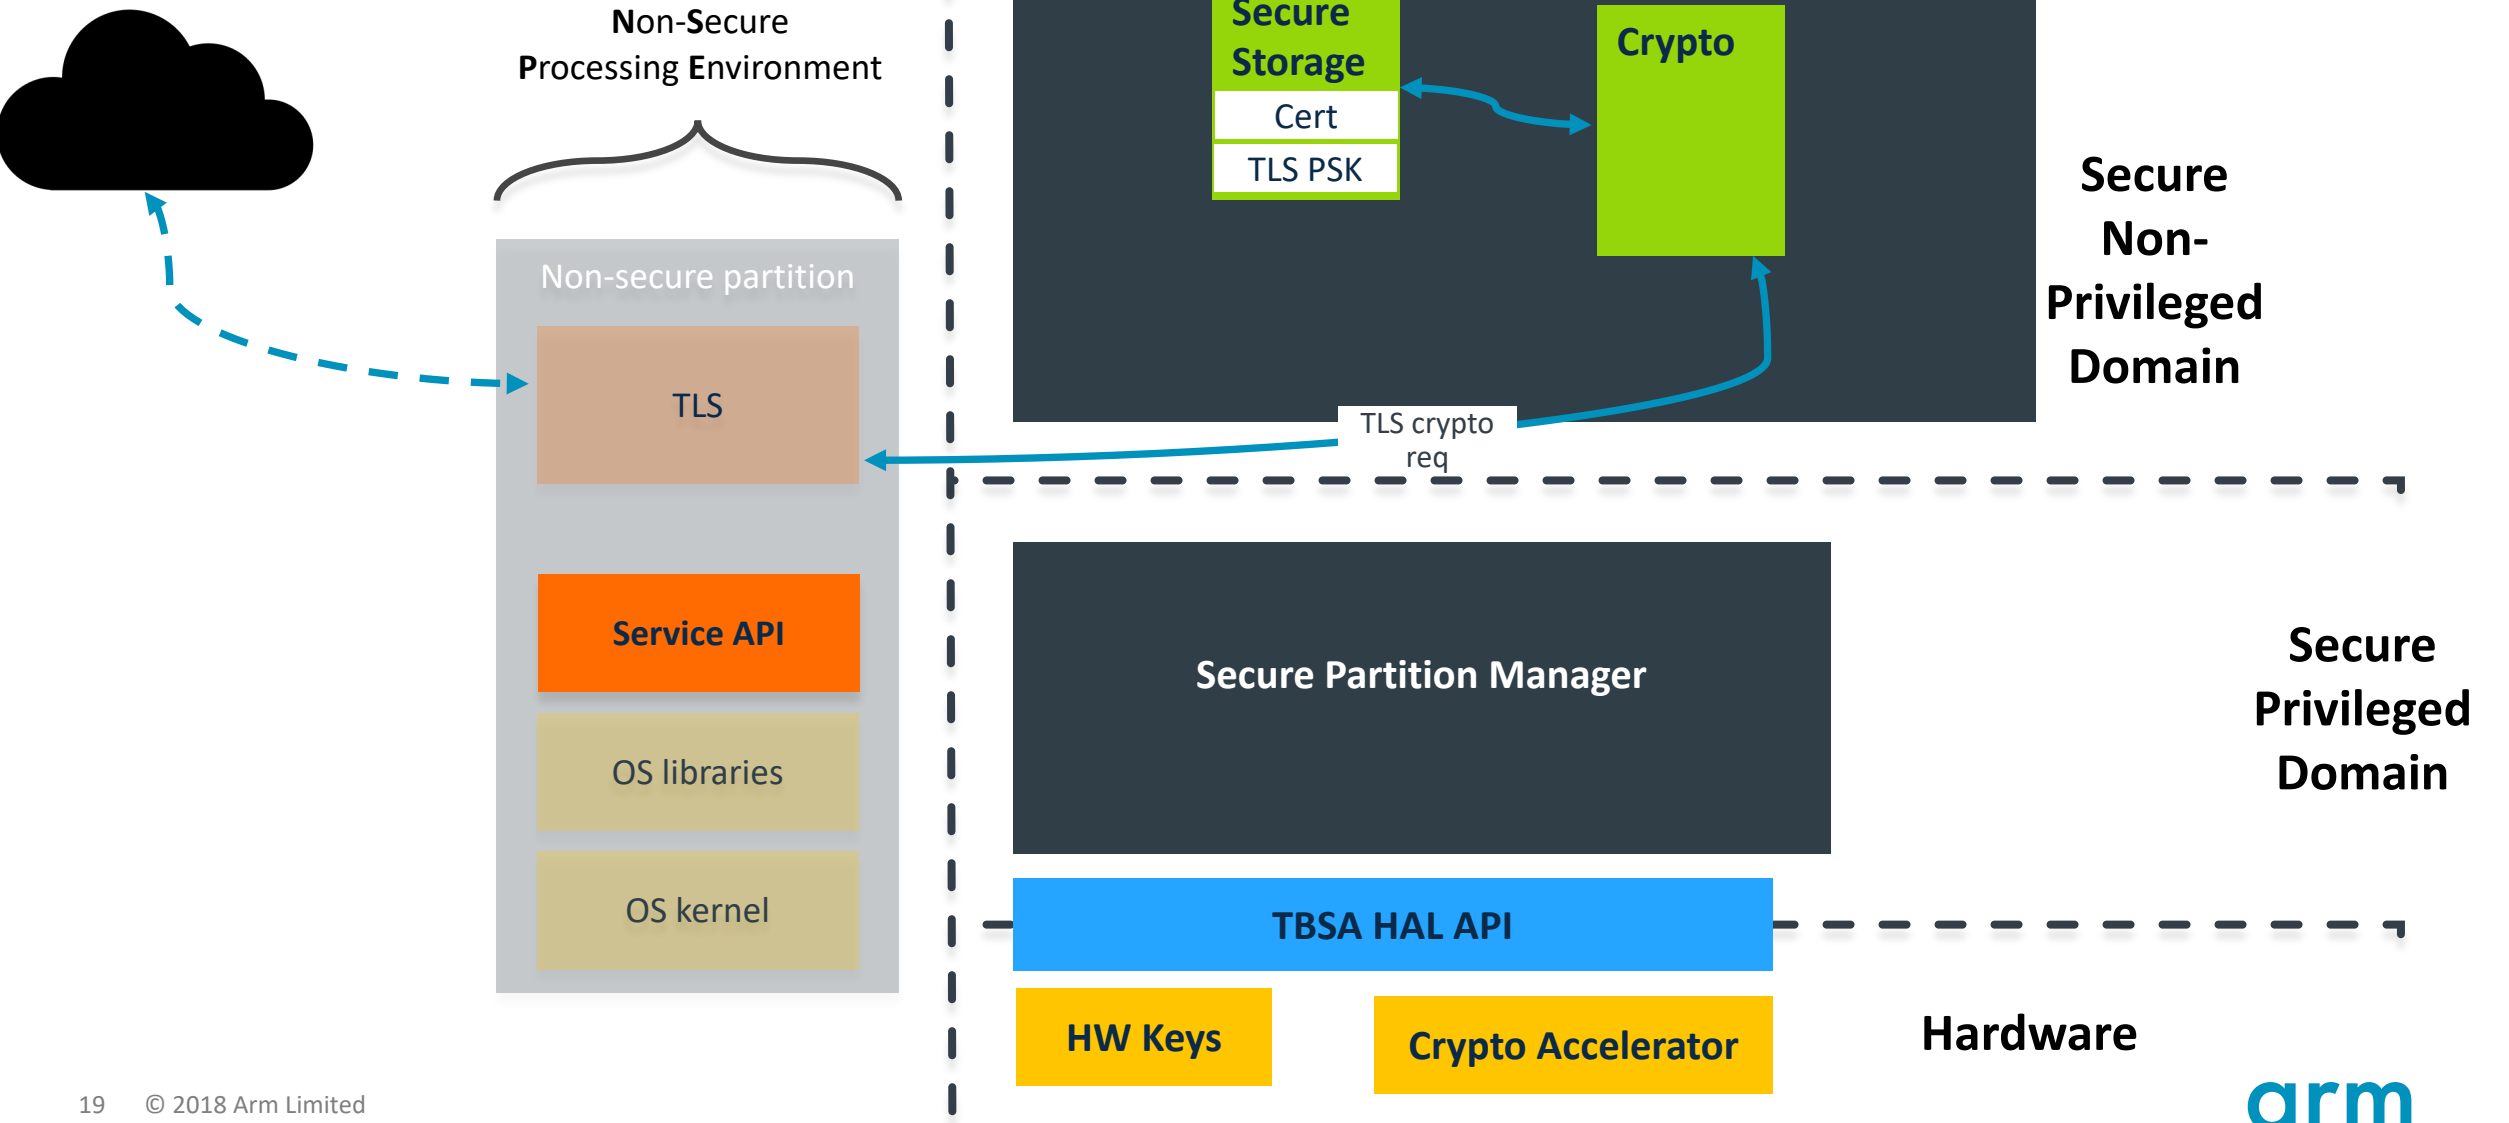 Non-Secure
Processing Environment
Non-secure partition
TLS
Service API
OS libraries
OS kernel
Secure
Storage
Cert
TLS PSK
Crypto
TLS crypto
req
Secure
Non-
Privileged
Domain
Secure Partition Manager
Secure
Privileged
Domain
TBSA HAL API
HW Keys
Crypto Accelerator
Hardware
19 © 2018 Arm Limited
arm